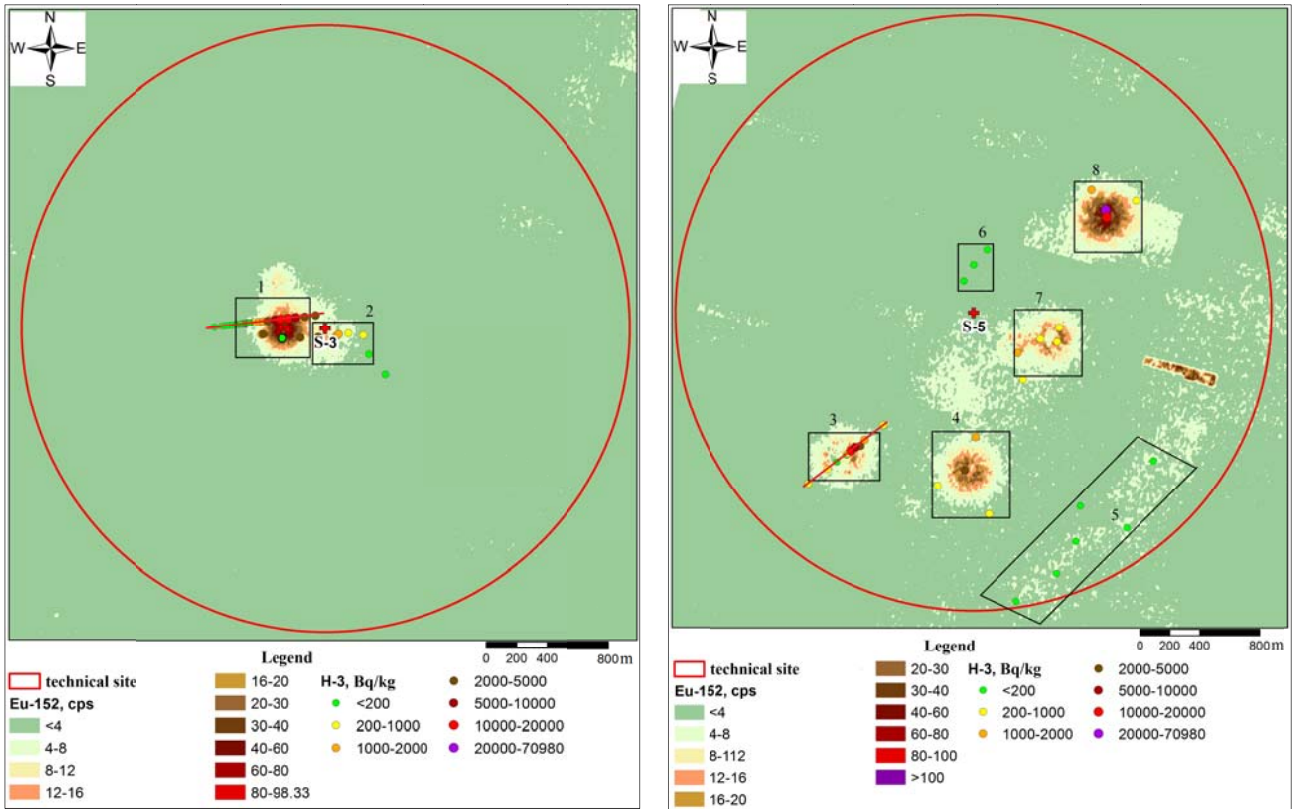 N
W E
S
1
2
S-3
0 200 400 800 m
Legend
technical site
Eu-152, cps
<4
4-8
8-12
12-16
16-20
20-30
30-40
40-60
60-80
80-98.33
H-3, Bq/kg
<200
200-1000
1000-2000
2000-5000
5000-10000
10000-20000
20000-70980
N
W E
S
8
6
S-5
7
3
4
5
0 200 400 800 m
Legend
technical site
Eu-152, cps
<4
4-8
8-112
12-16
16-20
20-30
30-40
40-60
60-80
80-100
>100
H-3, Bq/kg
<200
200-1000
1000-2000
2000-5000
5000-10000
10000-20000
20000-70980